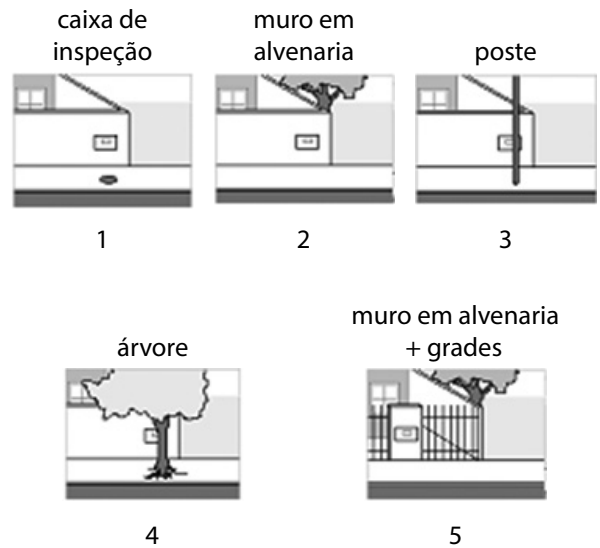 caixa de
inspeção
muro em
alvenaria
poste
1
2
3
árvore
muro em alvenaria
+ grades
4
5